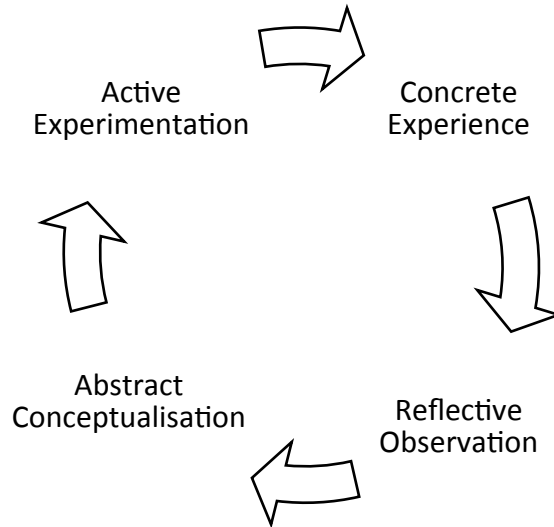 Active
Experimentation
Concrete
Experience
Abstract
Conceptualisation
Reflective
Observation